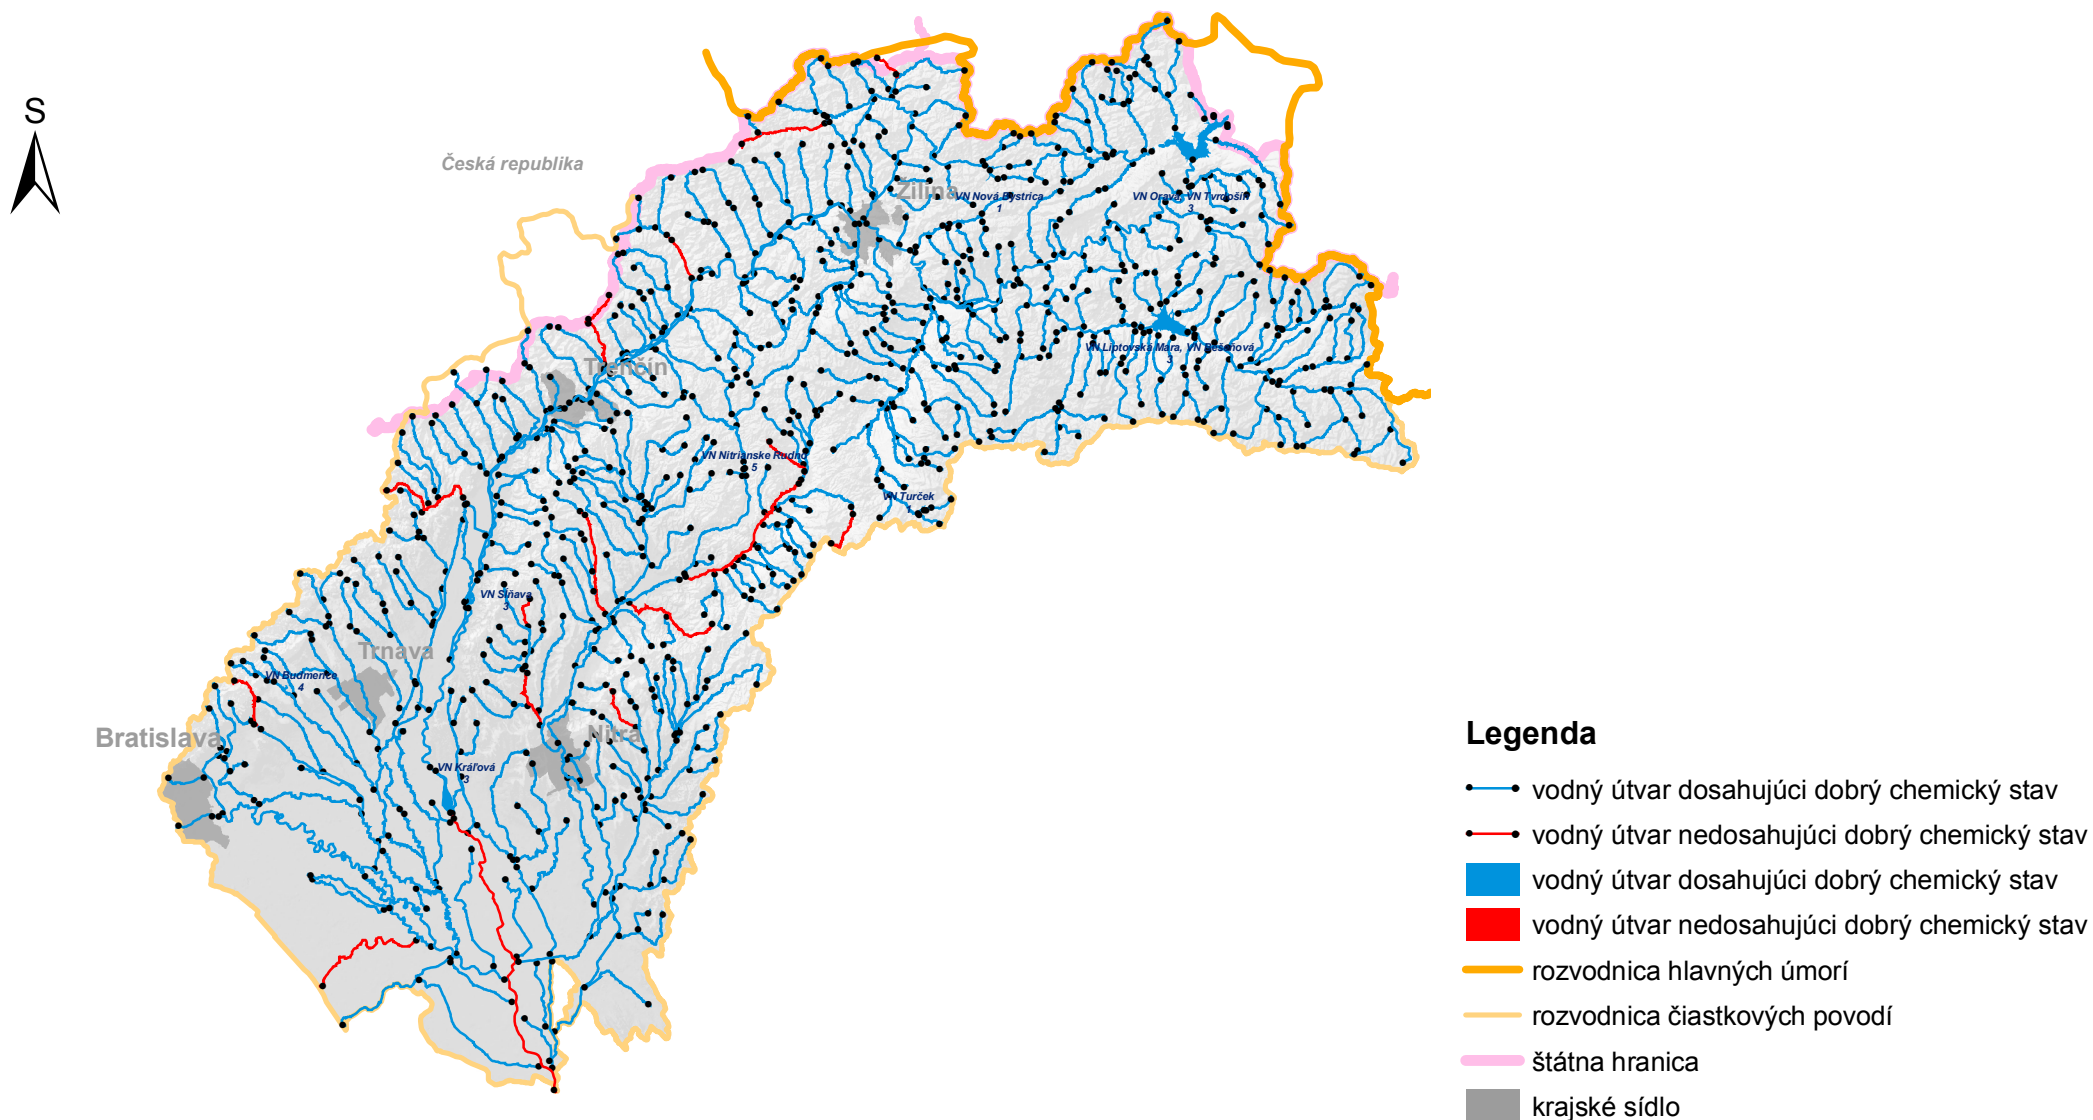 S
Česká republika
Žilina
VN Nová Bystrica
1
VN Orava, VN Tvrdošín
3
VN Liptovská Mara, VN Bešeňová
3
Trenčín
VN Nitrianske Rudno
5
VN Turček
VN Sĺňava
3
Trnava
VN Budmerice
4
Bratislava
Nitra
VN Kráľová
3
Legenda
vodný útvar dosahujúci dobrý chemický stav
vodný útvar nedosahujúci dobrý chemický stav
vodný útvar dosahujúci dobrý chemický stav
vodný útvar nedosahujúci dobrý chemický stav
rozvodnica hlavných úmorí
rozvodnica čiastkových povodí
štátna hranica
krajské sídlo